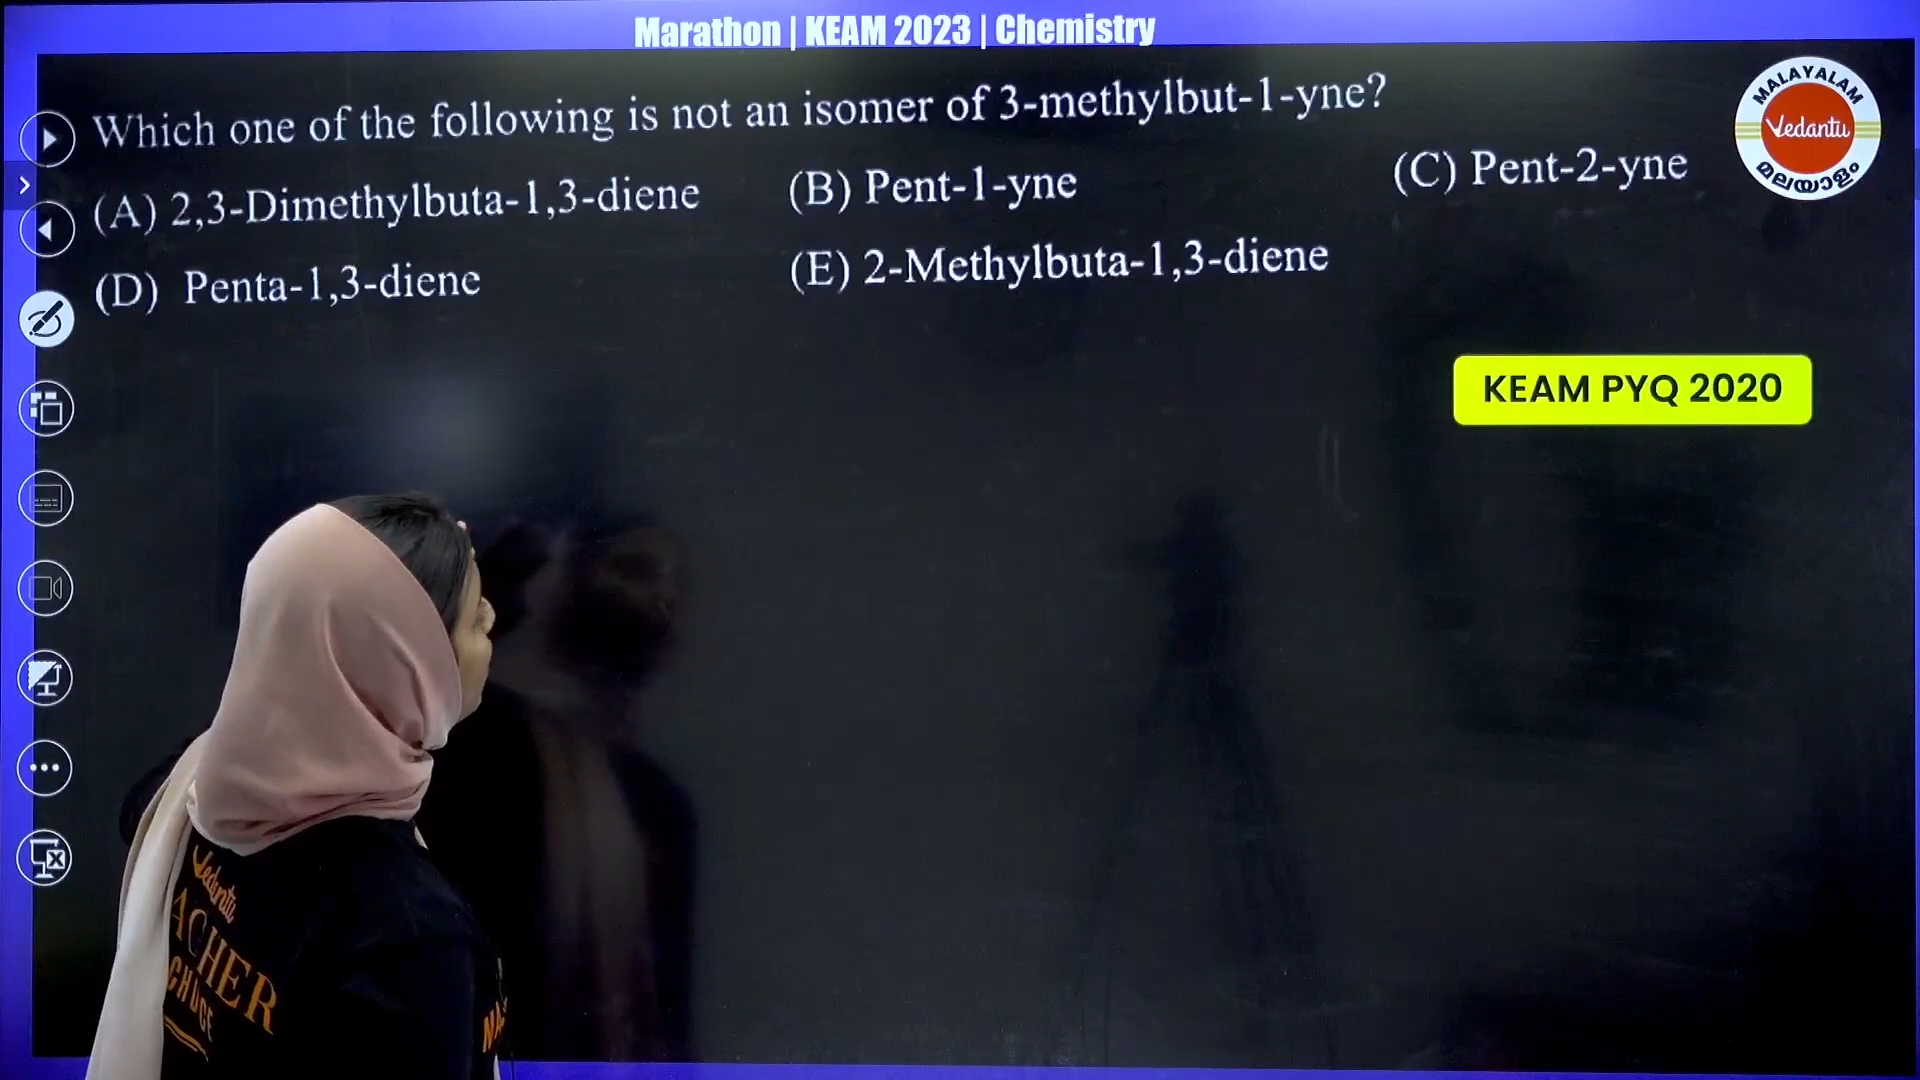 Marathon | KEAM 2023 | Chemistry
Which one of the following is not an isomer of 3-methylbut-1-yne?
(A) 2,3-Dimethylbuta-1,3-diene (B) Pent-1-yne (C) Pent-2-yne
(D) Penta-1,3-diene (E) 2-Methylbuta-1,3-diene
KEAM PYQ 2020
MALAYALAM
Vedantu
മലയാളം
Vedantu
ACHER